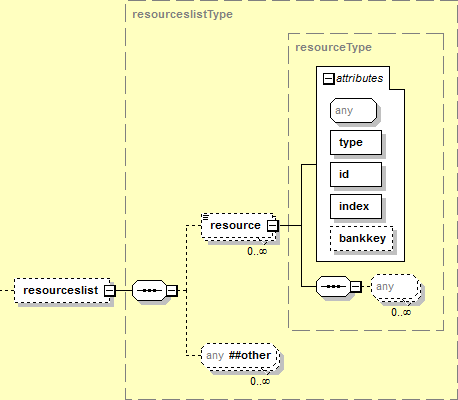 resourceslistType
resourceType
attributes
any
type
id
index
bankkey
resource
0..∞
resourceslist
any
0..∞
any ##other
0..∞